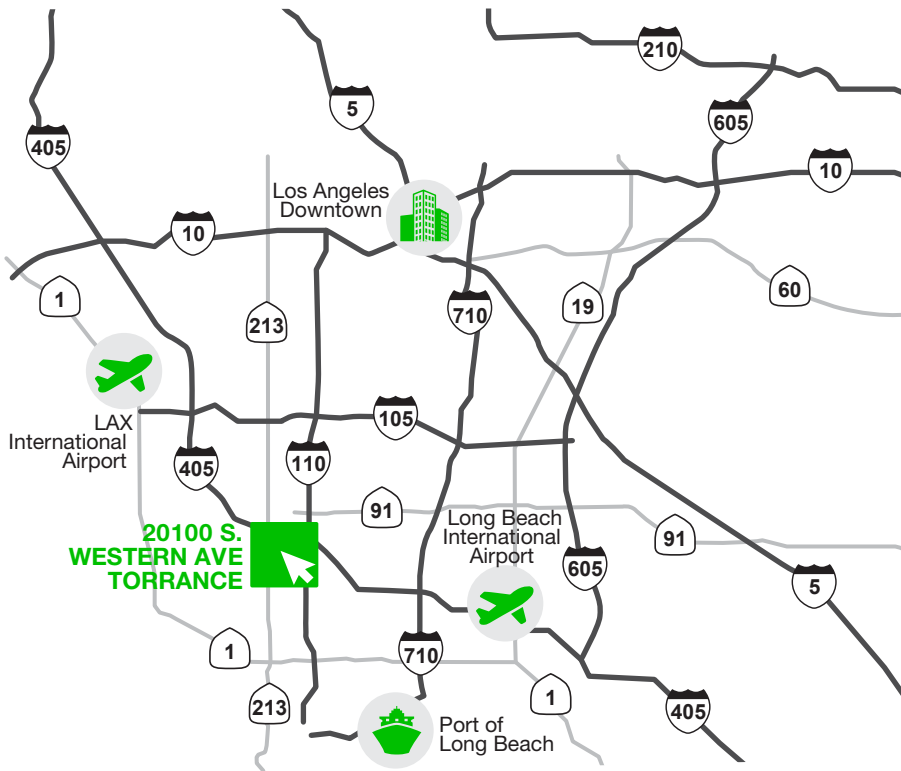 210
5
605
405
10
Los Angeles
Downtown
10
1
19
60
213
710
LAX
International
Airport
105
405
110
91
Long Beach
International
Airport
91
20100 S.
WESTERN AVE
TORRANCE
605
5
1
710
1
213
405
Port of
Long Beach